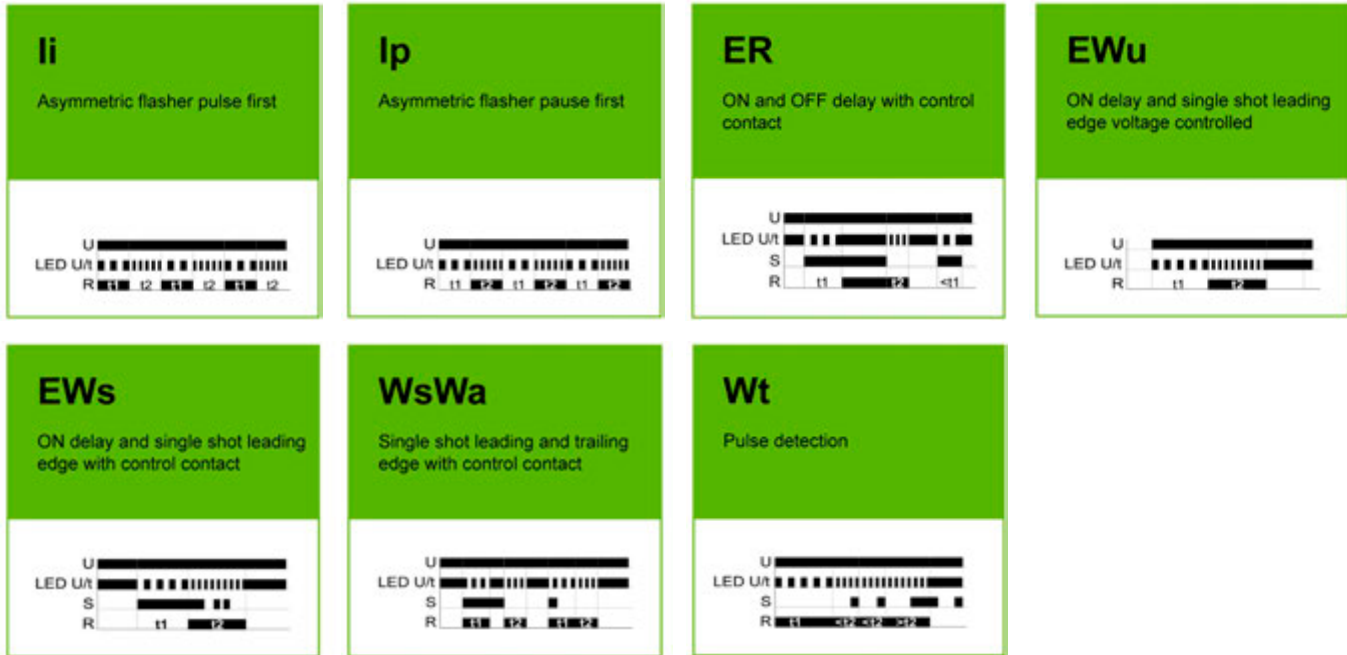 Ii
Asymmetric flasher pulse first
U
LED U/t
R t1 t2 t1 t2 t1 t2
Ip
Asymmetric flasher pause first
U
LED U/t
R t1 t2 t1 t2 t1 t2
ER
ON and OFF delay with control
contact
U
LED U/t
S
R t1 t2 <t1
EWu
ON delay and single shot leading
edge voltage controlled
U
LED U/t
R t1 t2
EWs
ON delay and single shot leading
edge with control contact
U
LED U/t
S
R t1 t2
WsWa
Single shot leading and trailing
edge with control contact
U
LED U/t
S
R t1 t2 t1 t2
Wt
Pulse detection
U
LED U/t
S
R t1 <t2 <t2 >t2